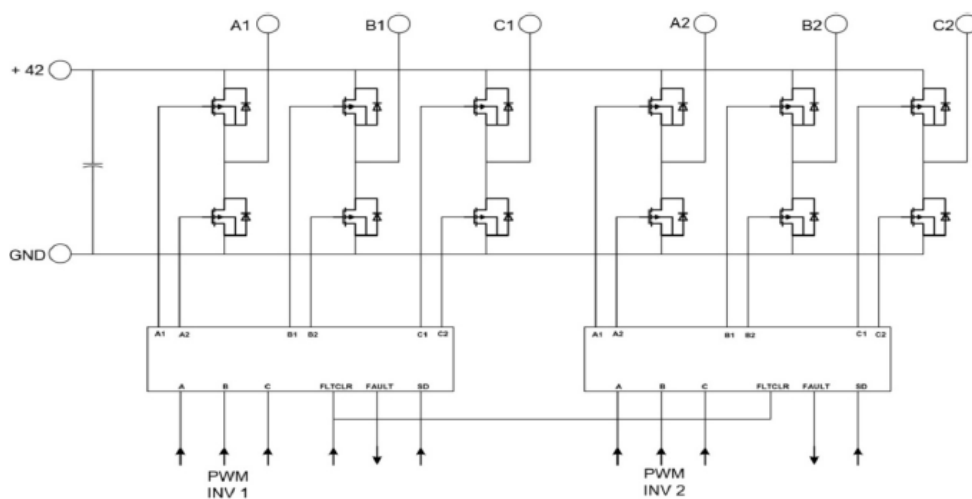 A1 B1 C1 A2 B2 C2
+ 42
GND
A1 A2 B1 B2 C1 C2 A1 A2 B1 B2 C1 C2
A B C FLTCLR FAULT SD A B C FLTCLR FAULT SD
PWM PWM
INV 1 INV 2